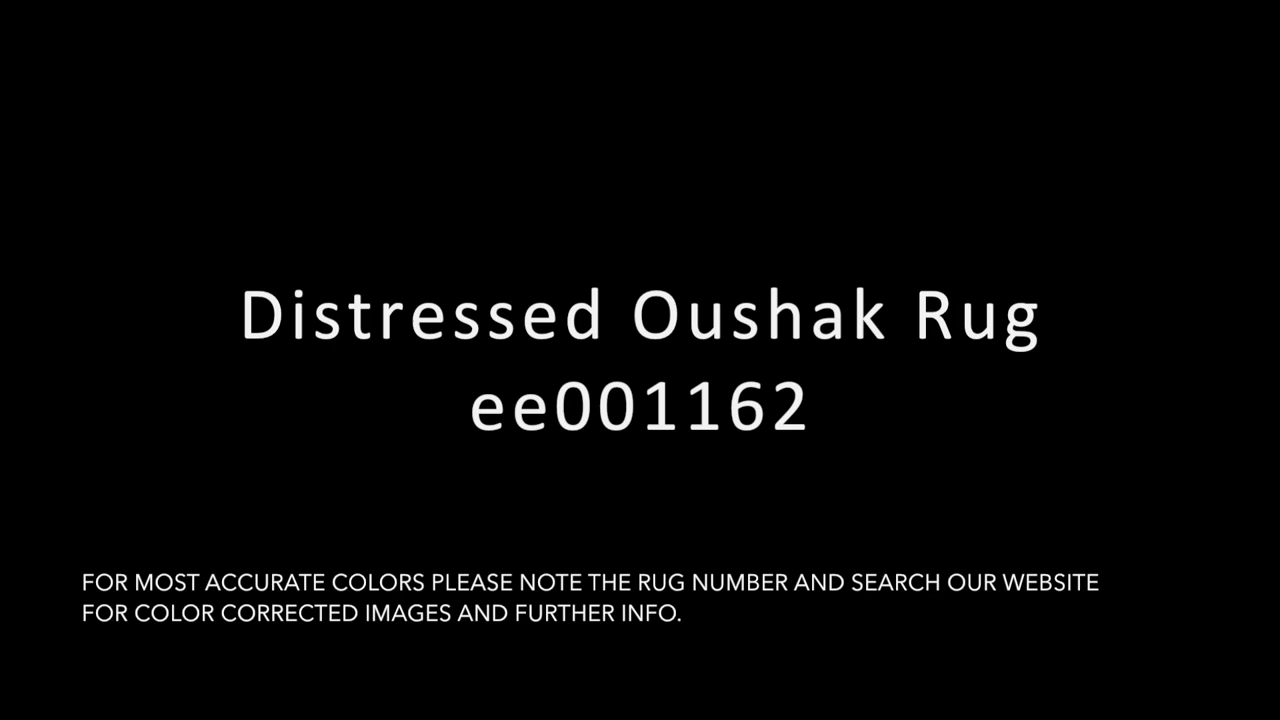 Distressed Oushak Rug
ee001162
FOR MOST ACCURATE COLORS PLEASE NOTE THE RUG NUMBER AND SEARCH OUR WEBSITE
FOR COLOR CORRECTED IMAGES AND FURTHER INFO.